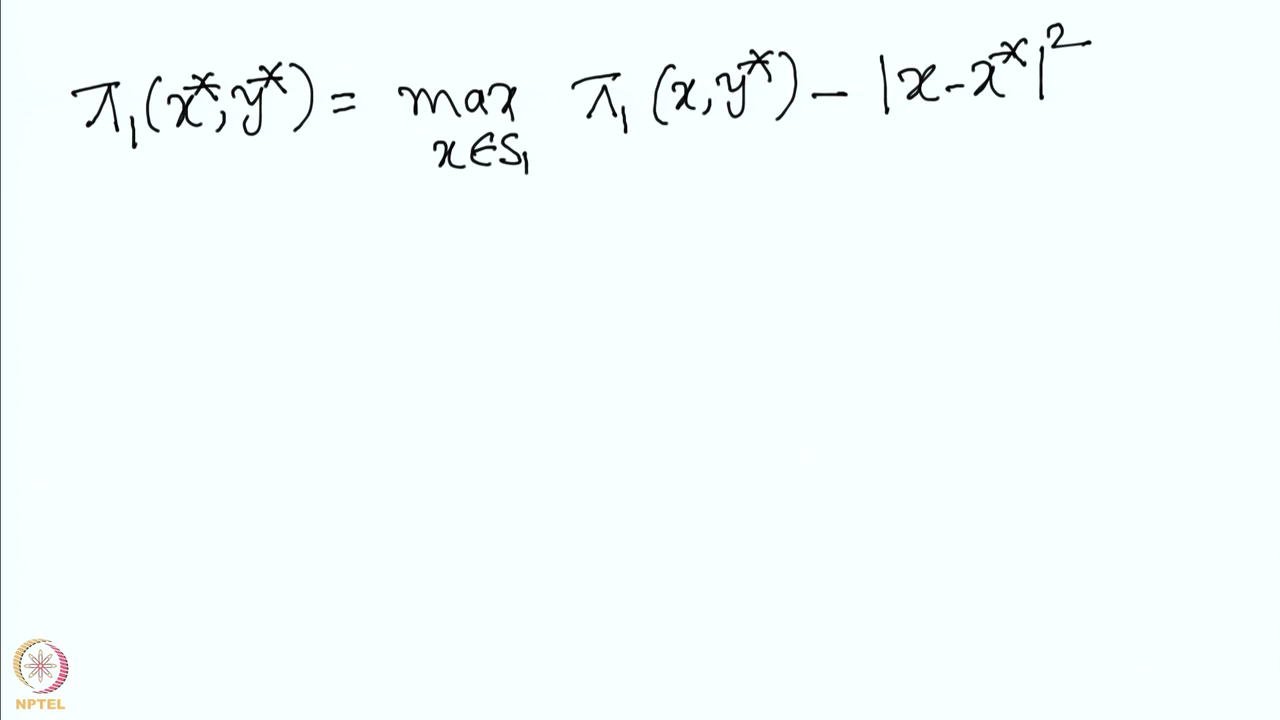 π₁(x*, y*) = max π₁(x, y*) − |x − x*|²
x∈S₁
NPTEL